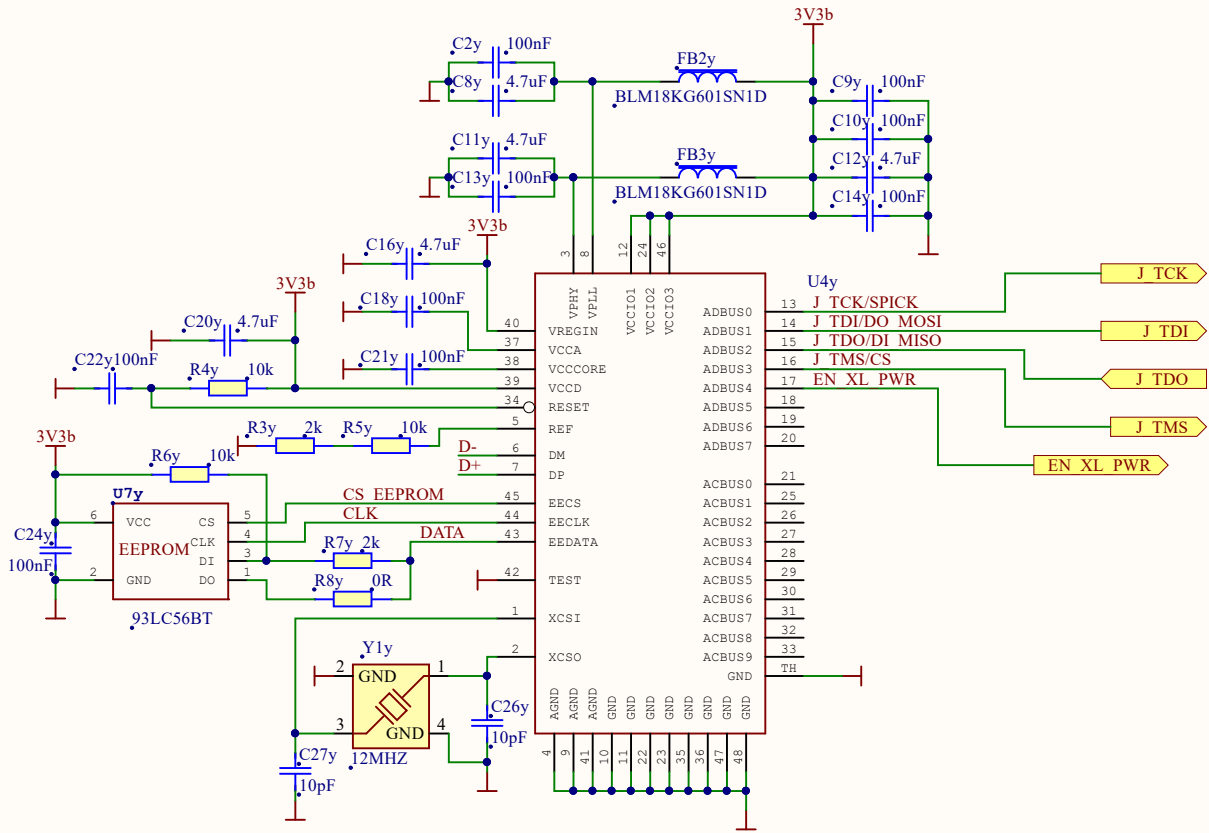 3V3b
C2y 100nF
FB2y
C8y 4.7uF
BLM18KG601SN1D
C9y 100nF
C10y 100nF
C11y 4.7uF
FB3y
C12y 4.7uF
C13y 100nF
BLM18KG601SN1D
C14y 100nF
3V3b
C16y 4.7uF
3 8 12 24 46
3V3b
U4y
VPHY VPLL VCCIO1 VCCIO2 VCCIO3
C18y 100nF
C20y 4.7uF
C21y 100nF
C22y 100nF
R4y 10k
40 VREGIN
37 VCCA
38 VCCCORE
39 VCCD
34 RESET
5 REF
6 DM
7 DP
45 EECS
44 EECLK
43 EEDATA
42 TEST
1 XCSI
2 XCSO
ADBUS0 13 J_TCK/SPICK J_TCK
ADBUS1 14 J_TDI/DO_MOSI J_TDI
ADBUS2 15 J_TDO/DI_MISO J_TDO
ADBUS3 16 J_TMS/CS J_TMS
ADBUS4 17 EN_XL_PWR EN_XL_PWR
ADBUS5 18
ADBUS6 19
ADBUS7 20
ACBUS0 21
ACBUS1 25
ACBUS2 26
ACBUS3 27
ACBUS4 28
ACBUS5 29
ACBUS6 30
ACBUS7 31
ACBUS8 32
ACBUS9 33
GND TH
R3y 2k R5y 10k
D-
D+
3V3b
R6y 10k
U7y
CS_EEPROM
CLK
DATA
6 VCC CS 5
CLK 4
EEPROM
DI 3
2 GND DO 1
93LC56BT
C24y
100nF
R7y 2k
R8y 0R
Y1y
2 GND 1
3 GND 4
12MHZ
C26y
10pF
C27y
10pF
AGND AGND AGND GND GND GND GND GND GND GND GND
4 9 41 10 11 22 23 35 36 47 48